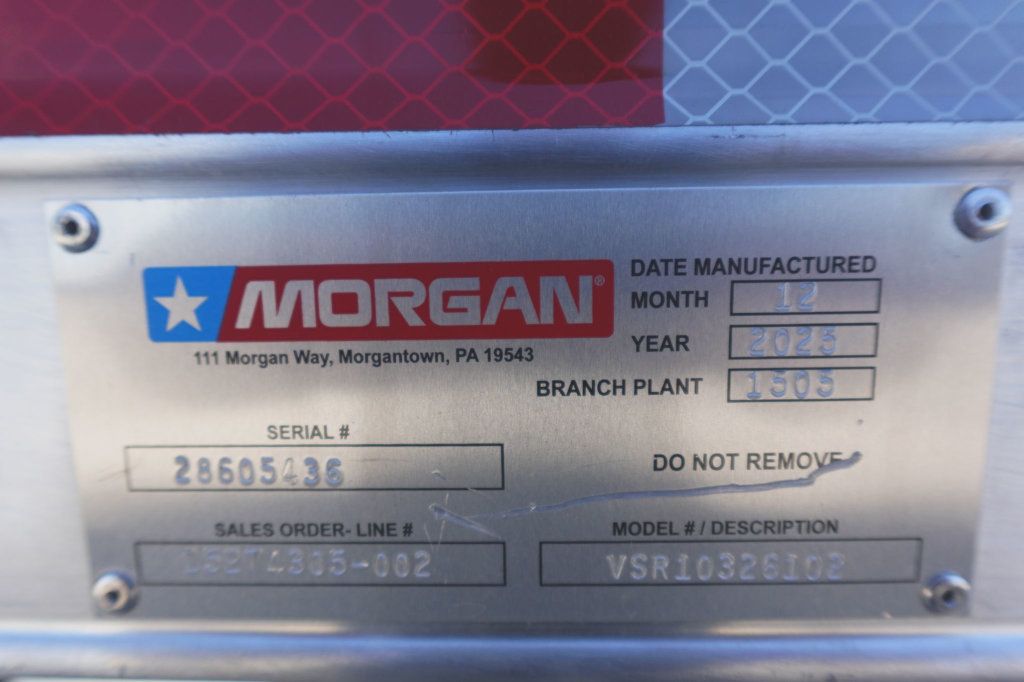 MORGAN®
111 Morgan Way, Morgantown, PA 19543
DATE MANUFACTURED
MONTH 12
YEAR 2025
BRANCH PLANT 1505
SERIAL #
28605436
DO NOT REMOVE
SALES ORDER- LINE #
MODEL # / DESCRIPTION
VSR10326102